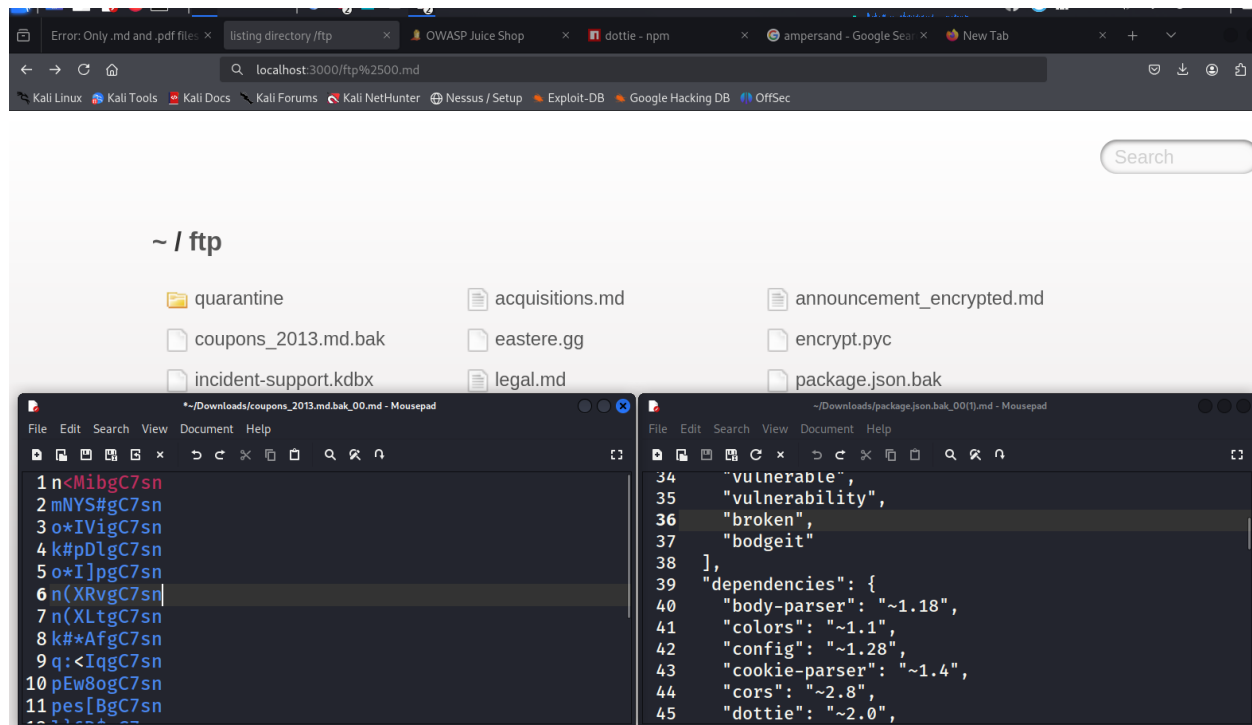 Error: Only .md and .pdf files
listing directory /ftp
OWASP Juice Shop
dottie - npm
ampersand - Google Sear
New Tab
localhost:3000/ftp%2500.md
Kali Linux Kali Tools Kali Docs Kali Forums Kali NetHunter Nessus / Setup Exploit-DB Google Hacking DB OffSec
Search
~ / ftp
quarantine acquisitions.md announcement_encrypted.md
coupons_2013.md.bak eastere.gg encrypt.pyc
incident-support.kdbx legal.md package.json.bak
*~/Downloads/coupons_2013.md.bak_00.md - Mousepad
File Edit Search View Document Help
1 n<MibgC7sn
2 mNYS#gC7sn
3 o*IVigC7sn
4 k#pDlgC7sn
5 o*I]pgC7sn
6 n(XRvgC7sn
7 n(XLtgC7sn
8 k#*AfgC7sn
9 q:<IqgC7sn
10 pEw8ogC7sn
11 pes[BgC7sn
~/Downloads/package.json.bak_00(1).md - Mousepad
File Edit Search View Document Help
34 "vulnerable",
35 "vulnerability",
36 "broken",
37 "bodgeit"
38 ],
39 "dependencies": {
40 "body-parser": "~1.18",
41 "colors": "~1.1",
42 "config": "~1.28",
43 "cookie-parser": "~1.4",
44 "cors": "~2.8",
45 "dottie": "~2.0",